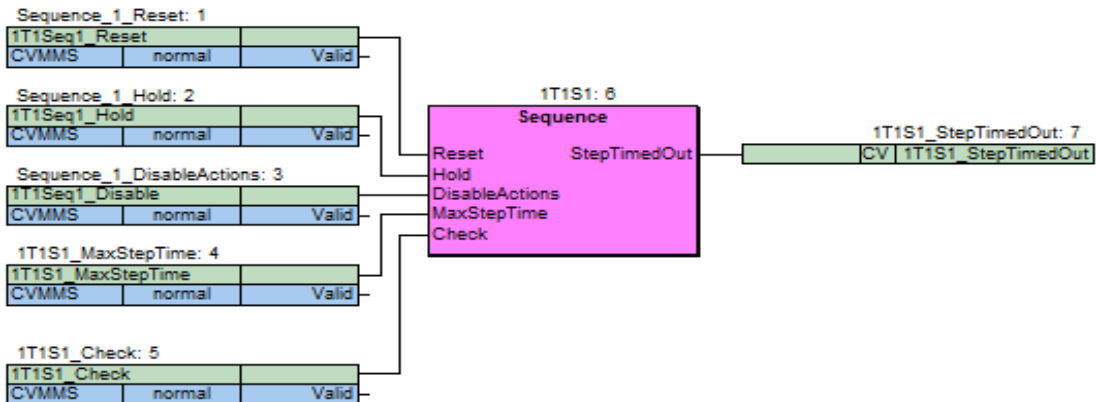 Sequence_1_Reset: 1
1T1Seq1_Reset
CVMMS normal Valid
Sequence_1_Hold: 2
1T1Seq1_Hold
CVMMS normal Valid
Sequence_1_DisableActions: 3
1T1Seq1_Disable
CVMMS normal Valid
1T1S1_MaxStepTime: 4
1T1S1_MaxStepTime
CVMMS normal Valid
1T1S1_Check: 5
1T1S1_Check
CVMMS normal Valid
1T1S1: 6
Sequence
Reset StepTimedOut
Hold
DisableActions
MaxStepTime
Check
1T1S1_StepTimedOut: 7
CV 1T1S1_StepTimedOut